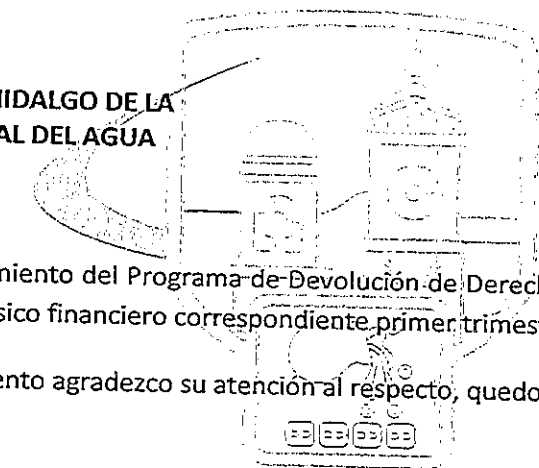 HIDALGO DE LA
AL DEL AGUA
miento del Programa de Devolución de Derech
sico financiero correspondiente primer trimest
ento agradezco su atención al respecto, quedo